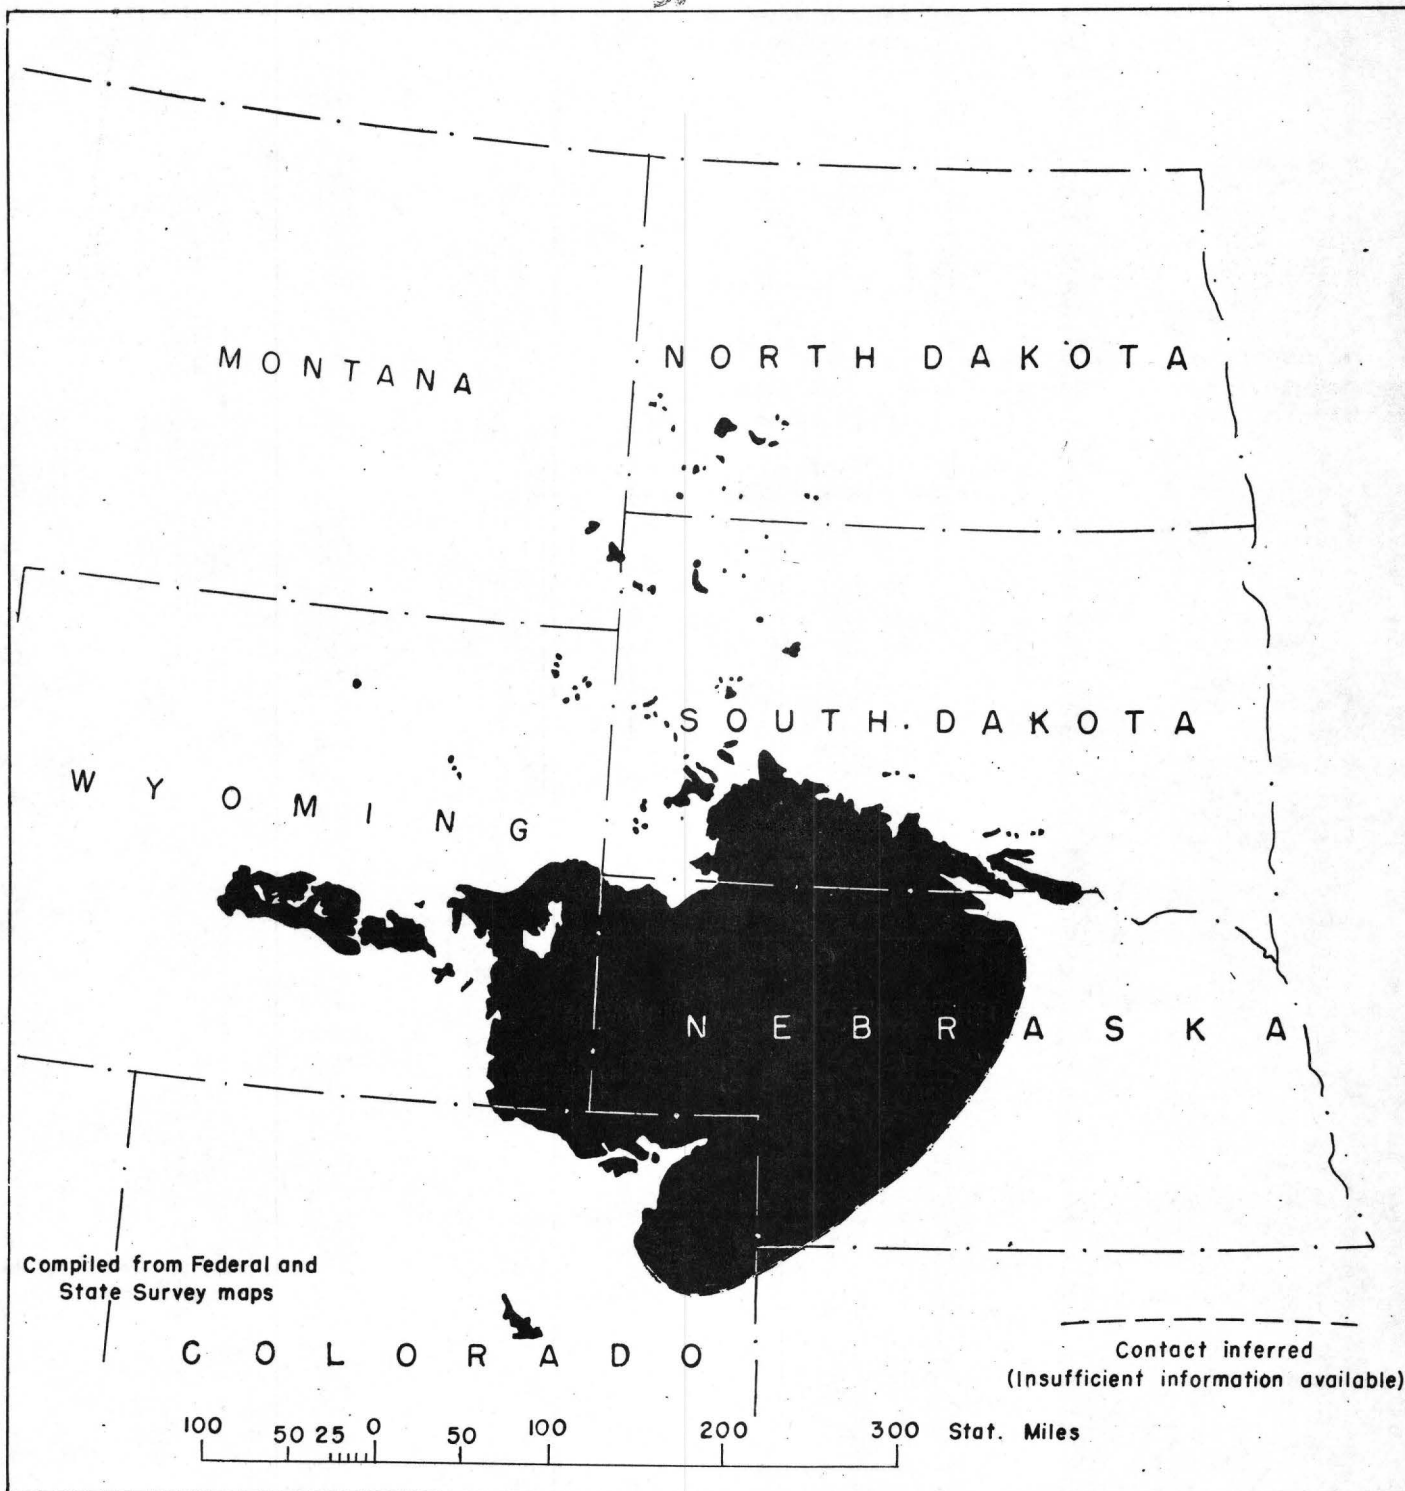 MONTANA
NORTH DAKOTA
SOUTH DAKOTA
WYOMING
NEBRASKA
Compiled from Federal and
State Survey maps
COLORADO
Contact inferred
(Insufficient information available)
100 50 25 0 50 100 200 300 Stat. Miles